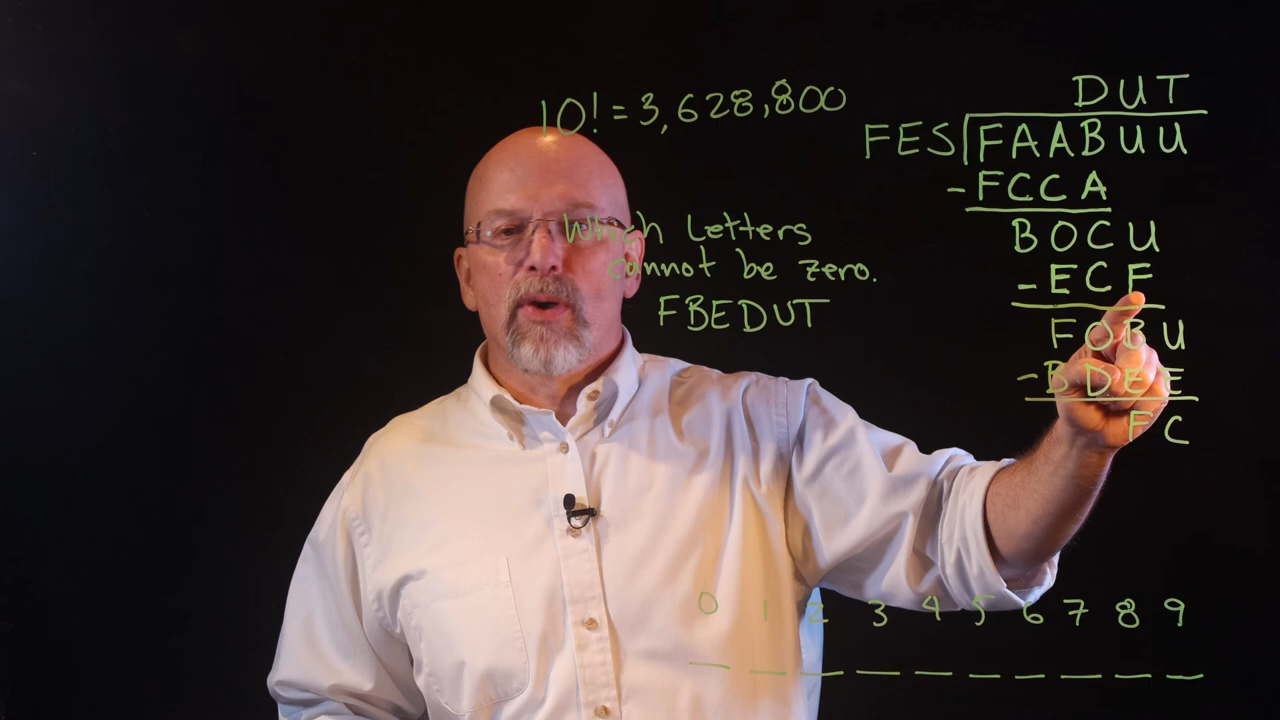 10! = 3,628,800
Which Letters
cannot be zero.
FBEDUT
DUT
FES FAABUU
-FCCA
BOCU
-ECF
FOBU
-BDEE
FC
0 1 2 3 4 5 6 7 8 9